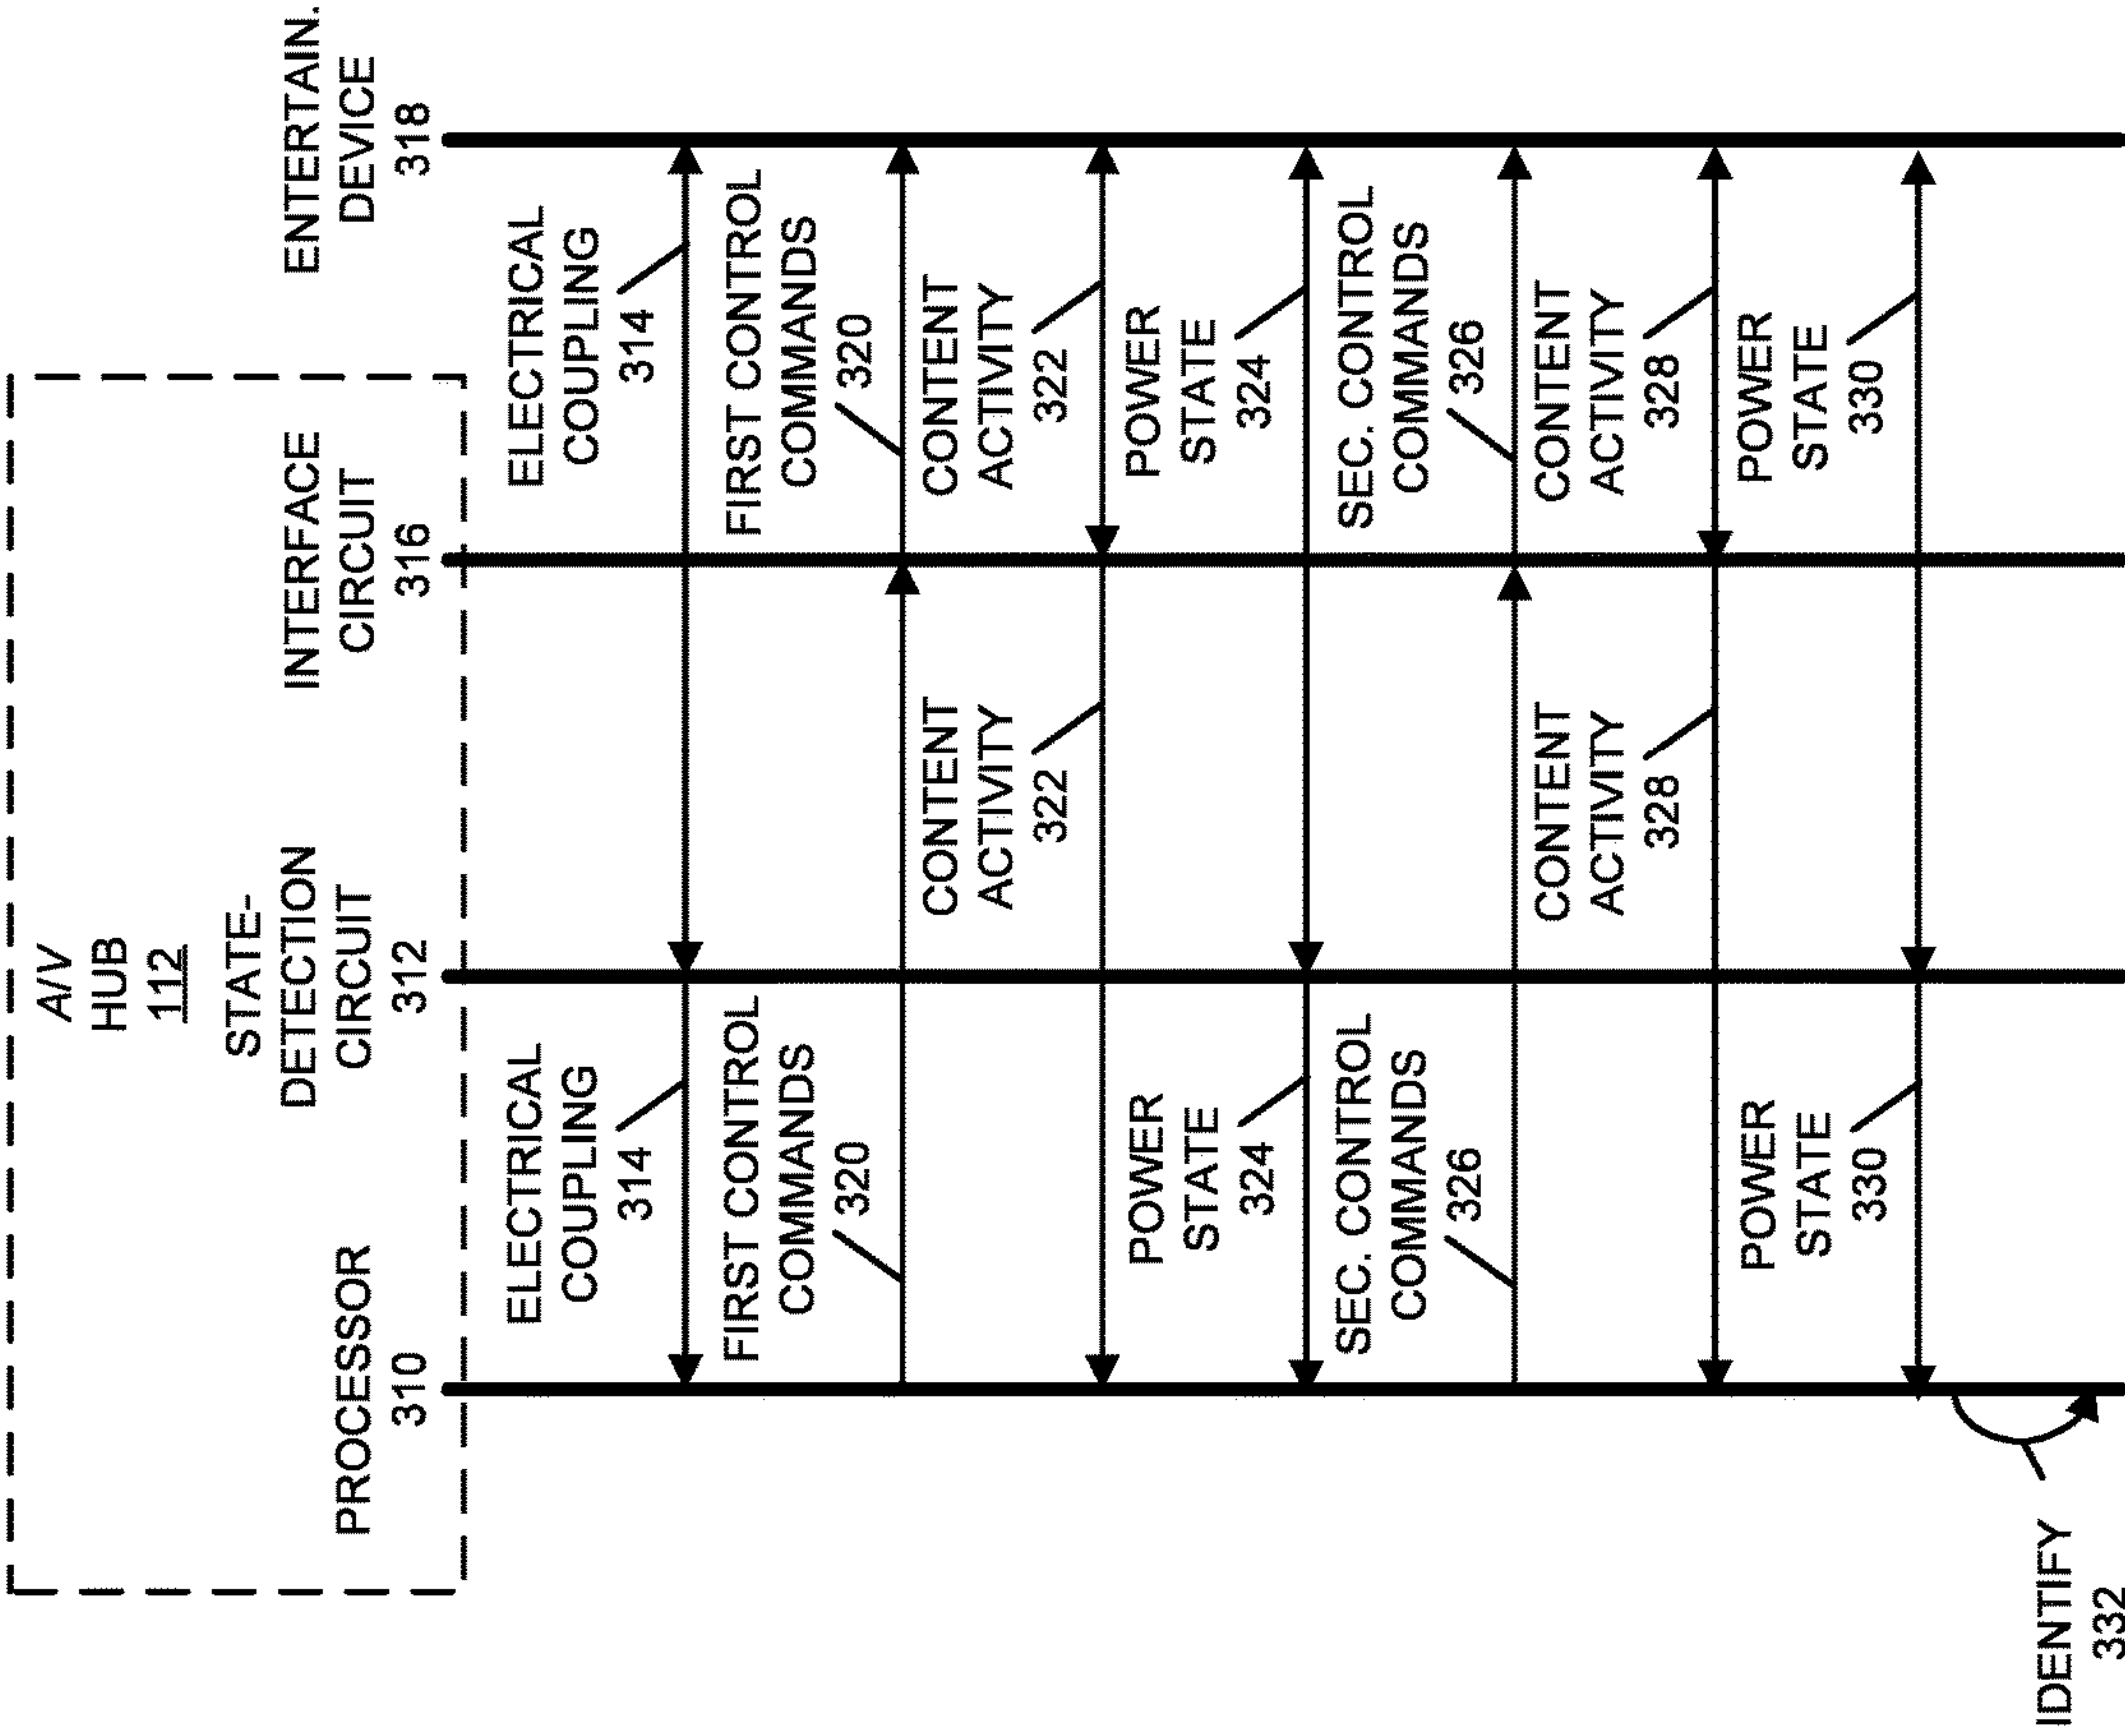 A/V
HUB
112
PROCESSOR
310
STATE-
DETECTION
CIRCUIT
312
INTERFACE
CIRCUIT
316
ENTERTAIN.
DEVICE
318
ELECTRICAL
COUPLING
314
ELECTRICAL
COUPLING
314
FIRST CONTROL
COMMANDS
320
FIRST CONTROL
COMMANDS
320
CONTENT
ACTIVITY
322
CONTENT
ACTIVITY
322
POWER
STATE
324
POWER
STATE
324
SEC. CONTROL
COMMANDS
326
SEC. CONTROL
COMMANDS
326
CONTENT
ACTIVITY
328
CONTENT
ACTIVITY
328
POWER
STATE
330
POWER
STATE
330
IDENTIFY
332